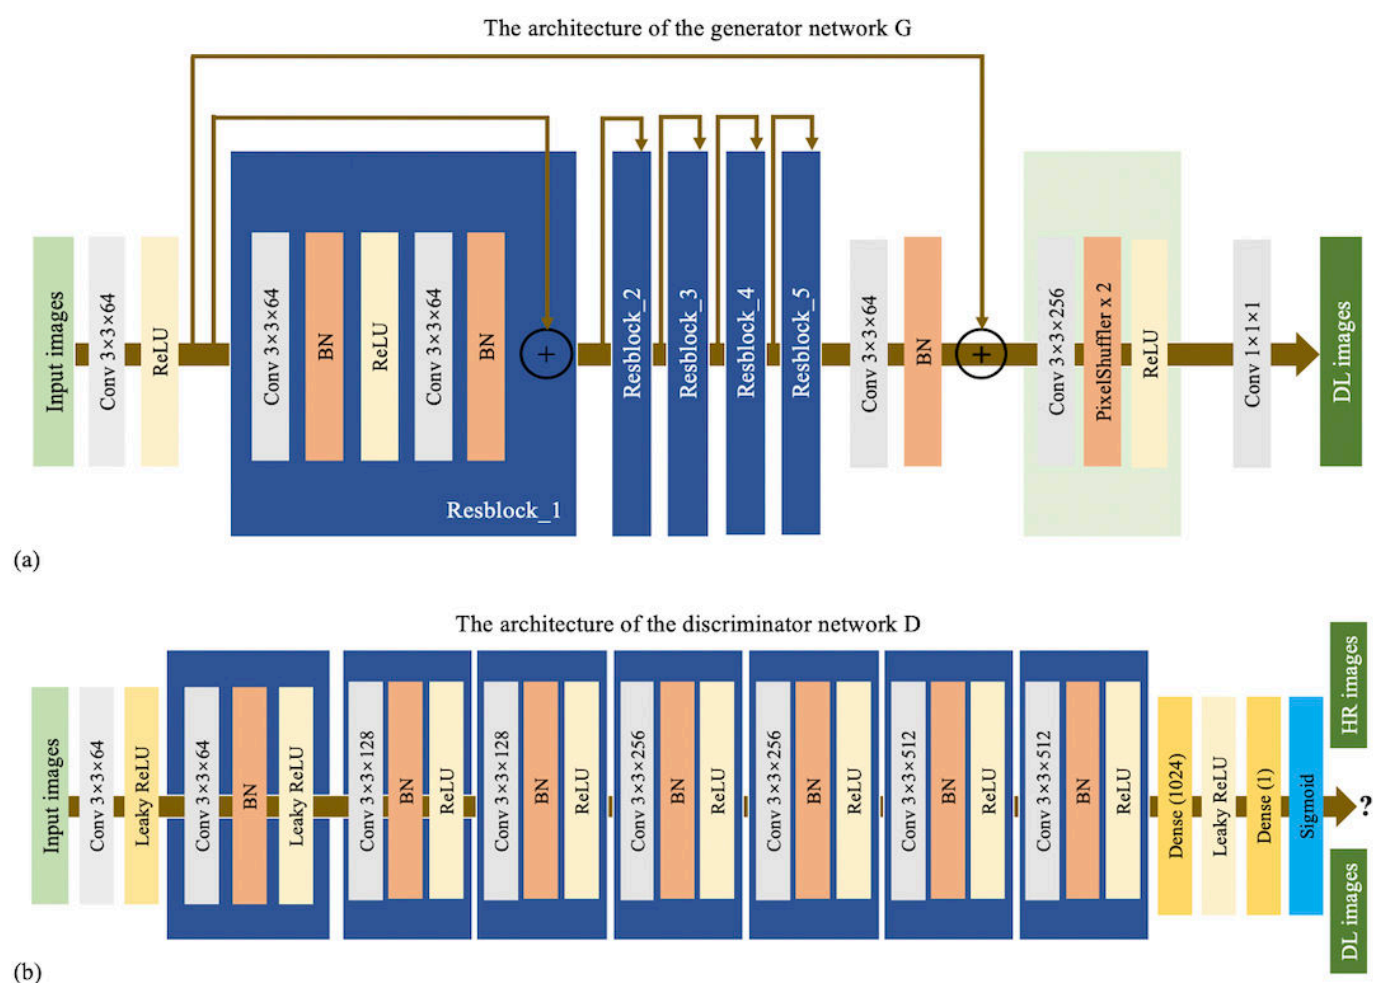 The architecture of the generator network G
Input images
Conv 3×3×64
ReLU
Conv 3×3×64
BN
ReLU
Conv 3×3×64
BN
+
Resblock_1
Resblock_2
Resblock_3
Resblock_4
Resblock_5
Conv 3×3×64
BN
+
Conv 3×3×256
PixelShuffler x 2
ReLU
Conv 1×1×1
DL images
(a)
The architecture of the discriminator network D
Input images
Conv 3×3×64
Leaky ReLU
Conv 3×3×64
BN
Leaky ReLU
Conv 3×3×128
BN
ReLU
Conv 3×3×128
BN
ReLU
Conv 3×3×256
BN
ReLU
Conv 3×3×256
BN
ReLU
Conv 3×3×512
BN
ReLU
Conv 3×3×512
BN
ReLU
Dense (1024)
Leaky ReLU
Dense (1)
Sigmoid
HR images
?
DL images
(b)